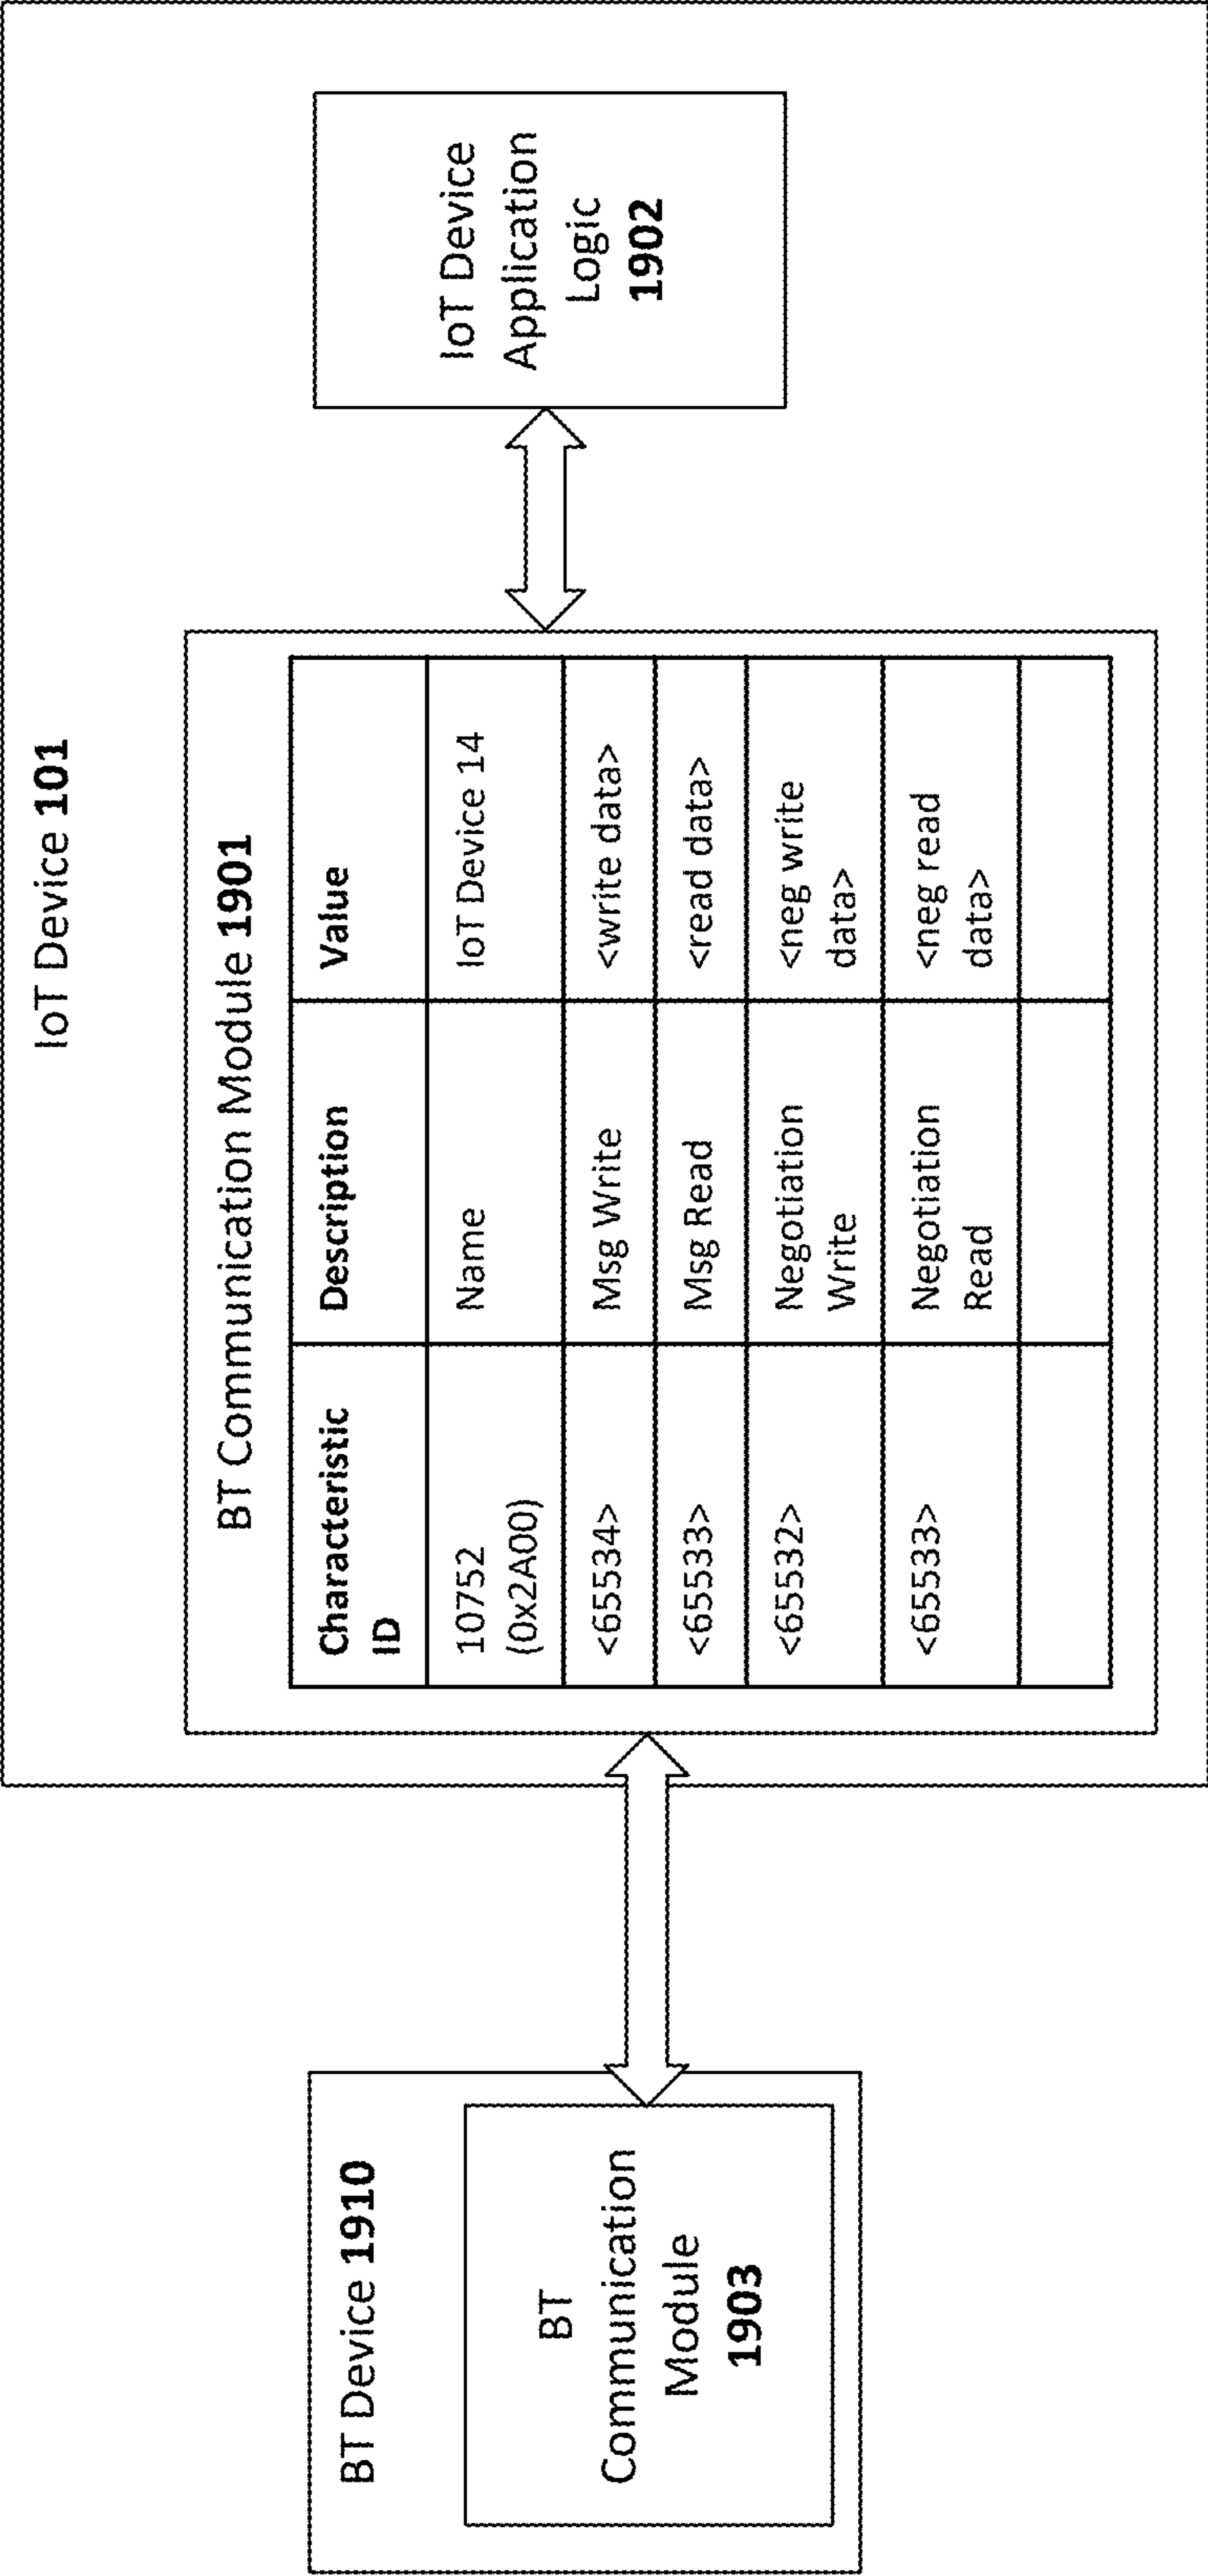 IoT Device 101
BT Device 1910
BT
Communication
Module
1903
BT Communication Module 1901
Characteristic
ID
Description
Value
10752
(0x2A00)
Name
IoT Device 14
<65534>
Msg Write
<write data>
<65533>
Msg Read
<read data>
<65532>
Negotiation
Write
<neg write
data>
<65533>
Negotiation
Read
<neg read
data>
IoT Device
Application
Logic
1902